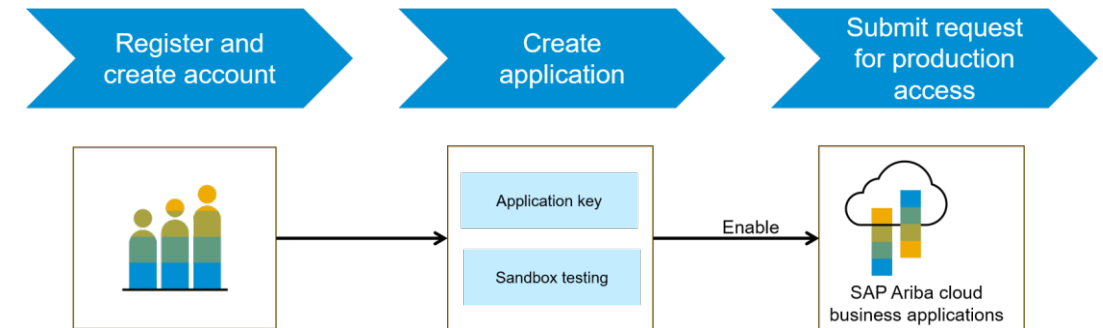 Register and
create account
Create
application
Submit request
for production
access
Application key
Sandbox testing
Enable
SAP Ariba cloud
business applications